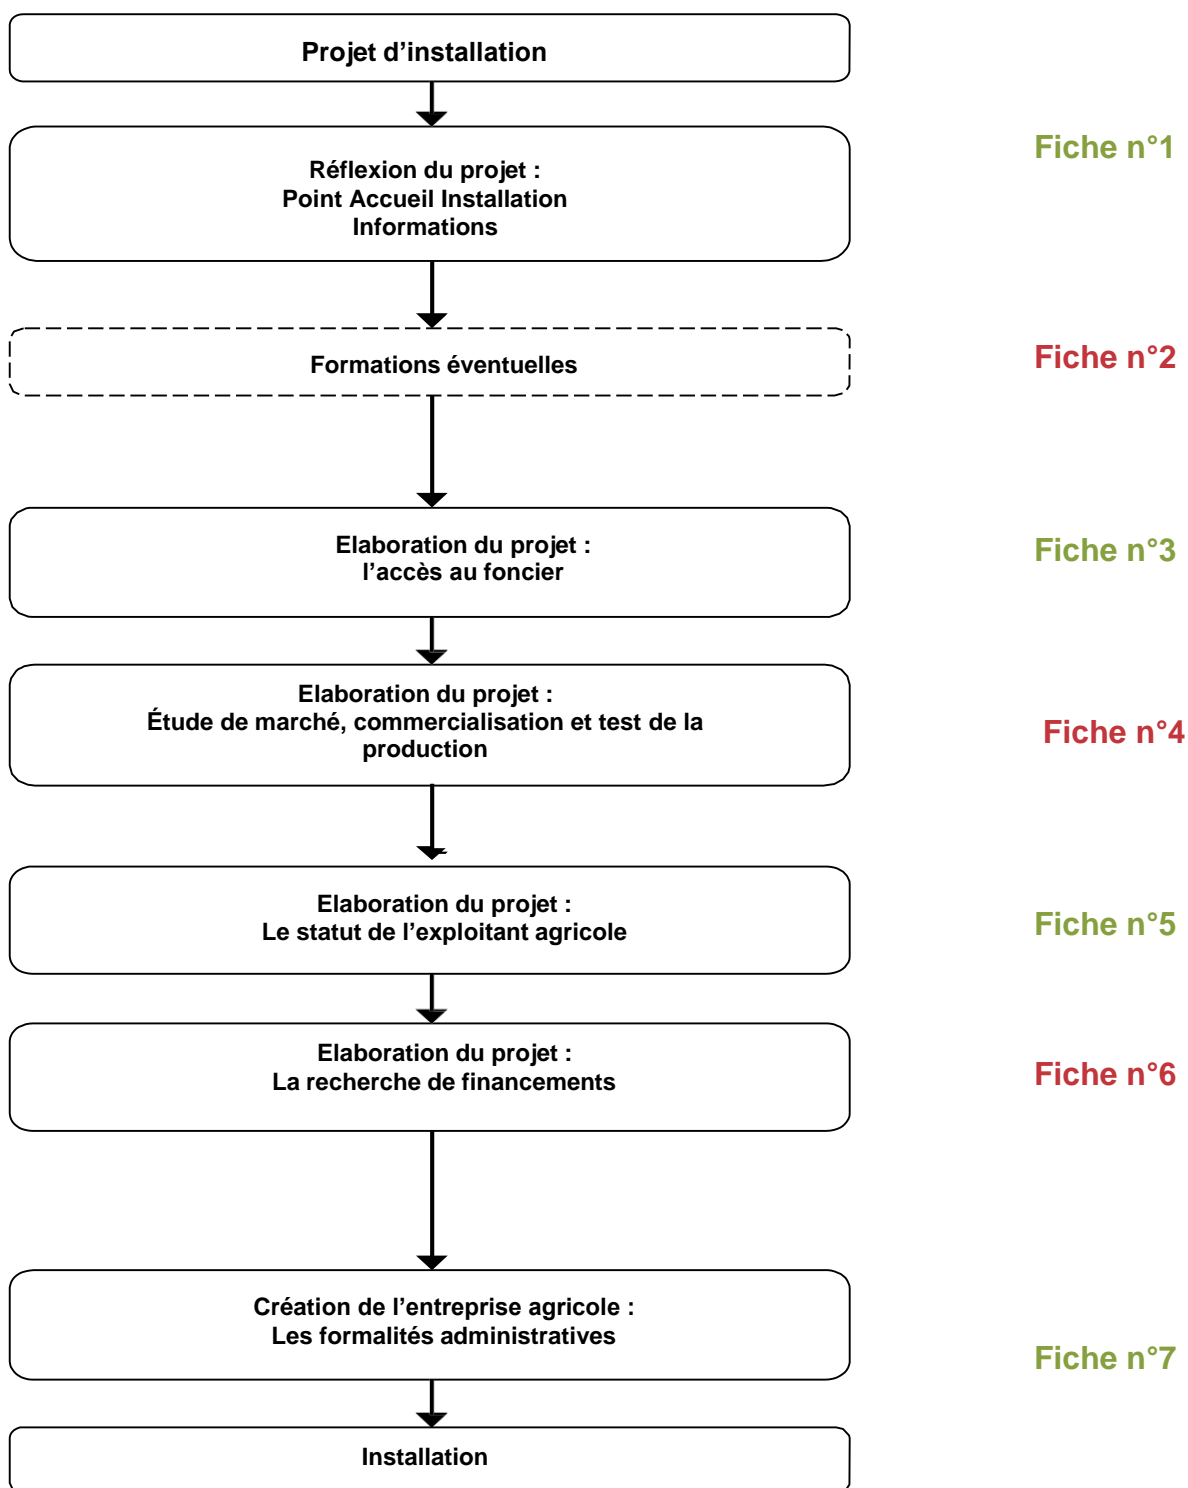 Projet d’installation
Fiche n°1
Réflexion du projet :
Point Accueil Installation
Informations
Formations éventuelles
Fiche n°2
Elaboration du projet :
l’accès au foncier
Fiche n°3
Elaboration du projet :
Étude de marché, commercialisation et test de la
production
Fiche n°4
Elaboration du projet :
Le statut de l’exploitant agricole
Fiche n°5
Elaboration du projet :
La recherche de financements
Fiche n°6
Création de l’entreprise agricole :
Les formalités administratives
Fiche n°7
Installation